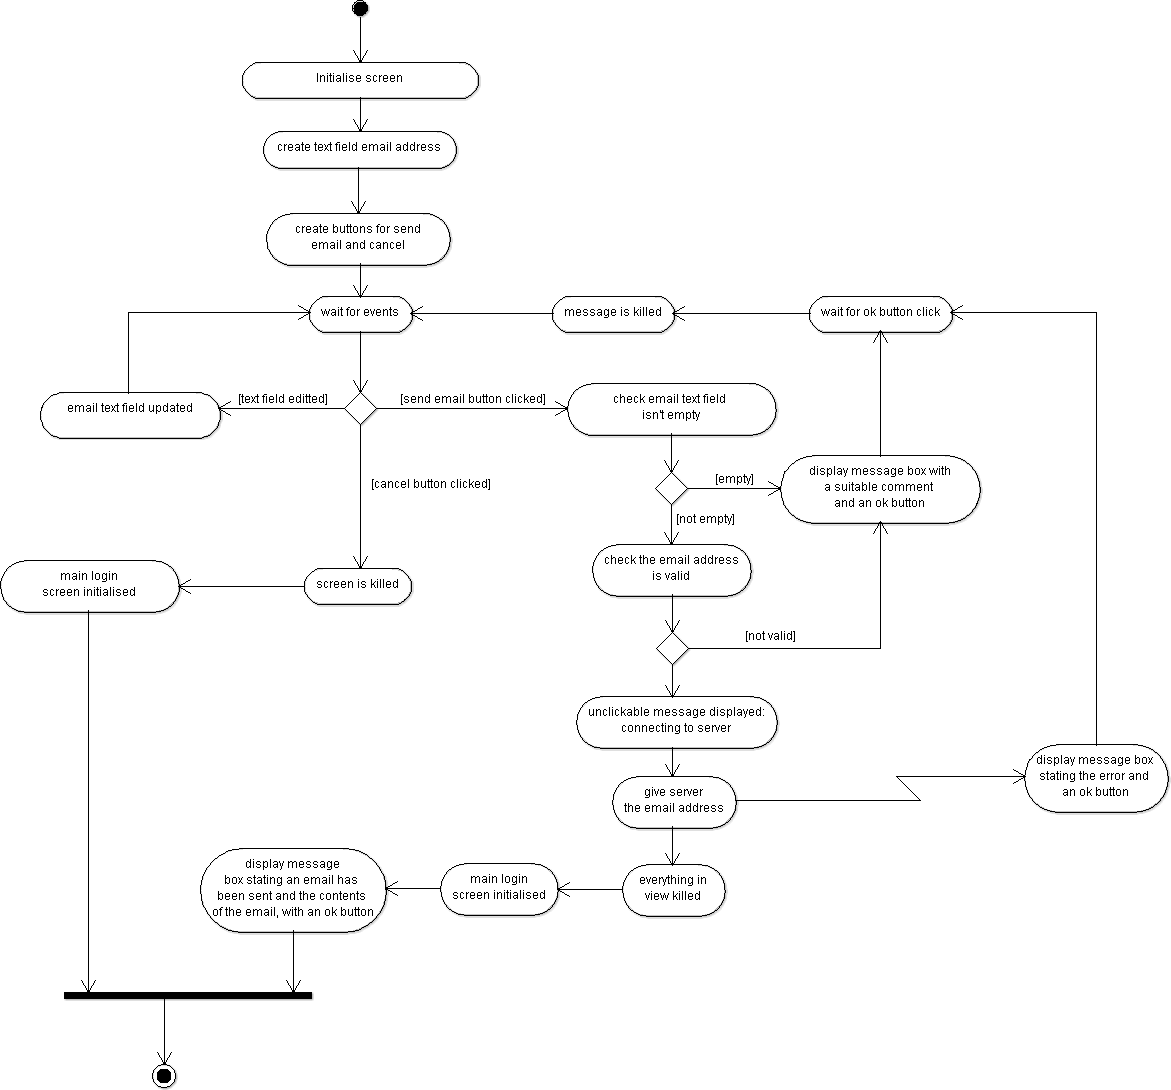 Initialise screen
create text field email address
create buttons for send
email and cancel
wait for events
message is killed
wait for ok button click
email text field updated
[text field editted]
[send email button clicked]
check email text field
isn't empty
[cancel button clicked]
[empty]
display message box with
a suitable comment
and an ok button
[not empty]
check the email address
is valid
main login
screen initialised
screen is killed
[not valid]
unclickable message displayed:
connecting to server
display message box
stating the error and
an ok button
give server
the email address
everything in
view killed
main login
screen initialised
display message
box stating an email has
been sent and the contents
of the email, with an ok button